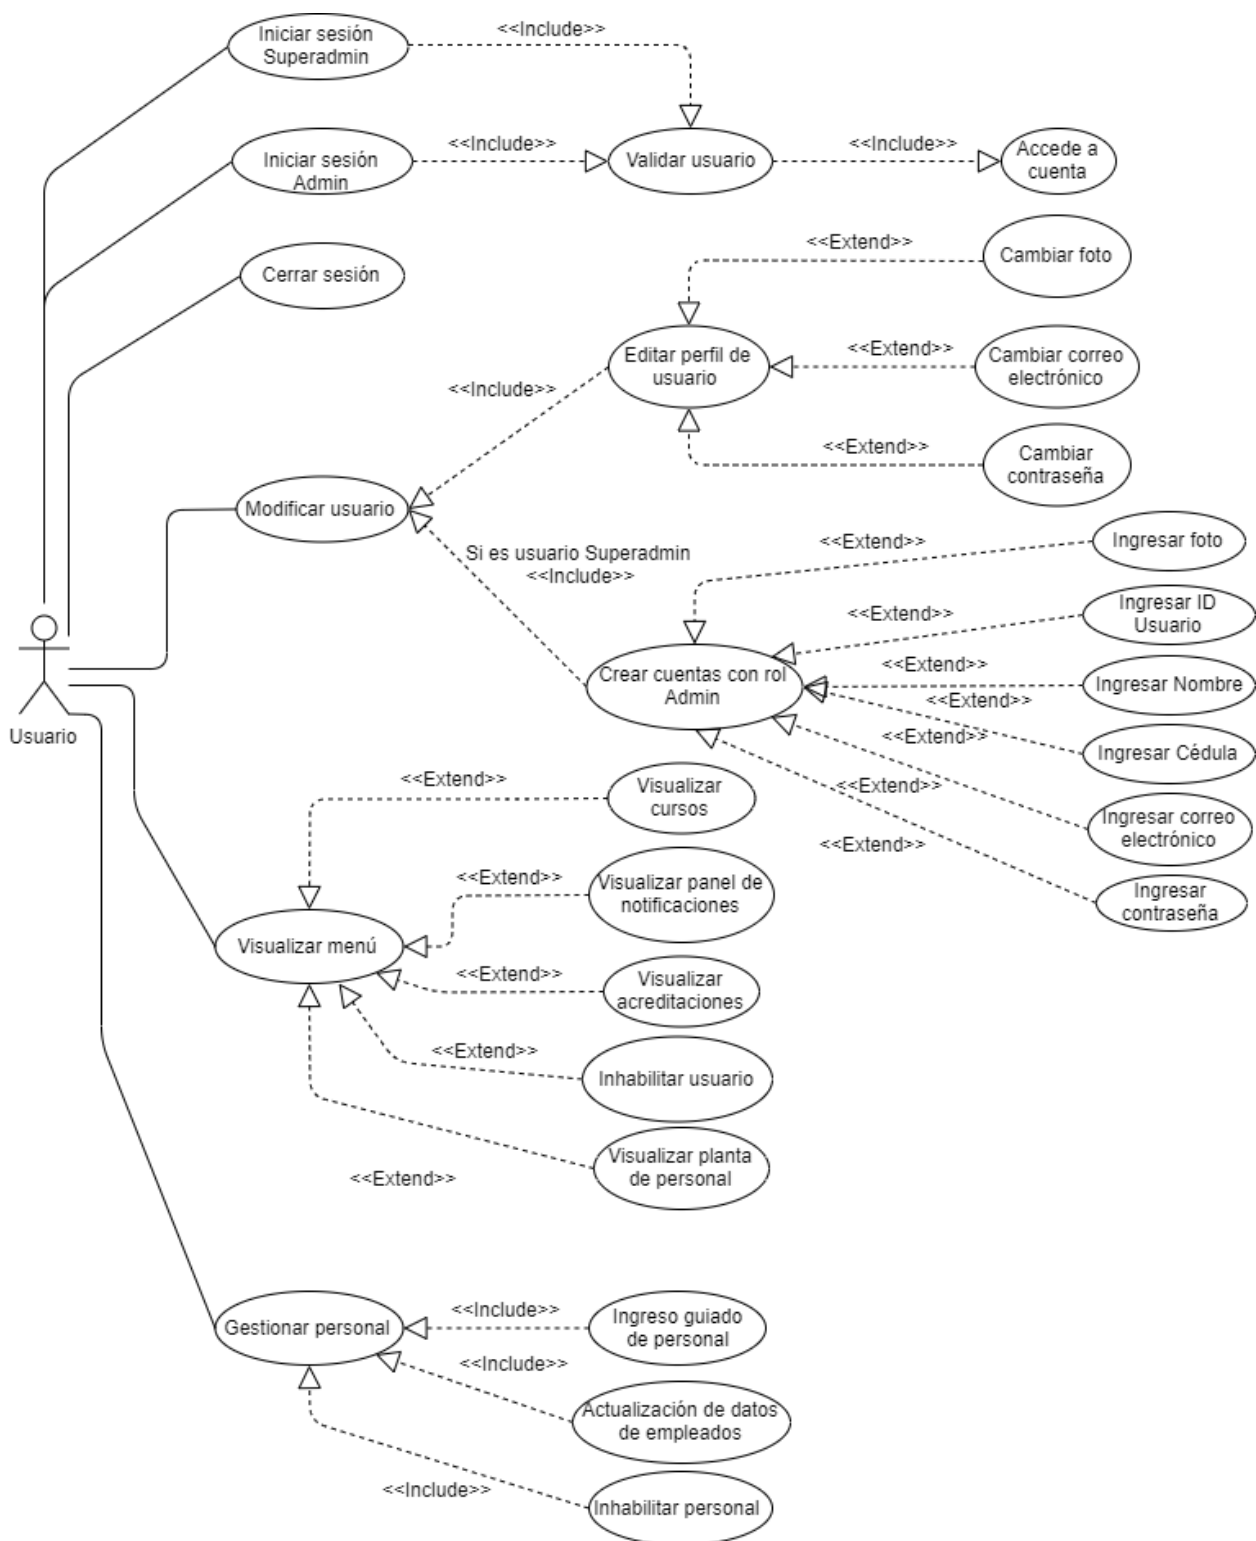 Iniciar sesión
Superadmin
<<Include>>
Iniciar sesión
Admin
<<Include>>
Validar usuario
<<Include>>
Accede a
cuenta
Cerrar sesión
<<Extend>>
Cambiar foto
Editar perfil de
usuario
<<Extend>>
Cambiar correo
electrónico
<<Include>>
<<Extend>>
Cambiar
contraseña
Modificar usuario
Si es usuario Superadmin
<<Include>>
<<Extend>>
Ingresar foto
<<Extend>>
Ingresar ID
Usuario
Crear cuentas con rol
Admin
<<Extend>>
Ingresar Nombre
<<Extend>>
Ingresar Cédula
<<Extend>>
Ingresar correo
electrónico
<<Extend>>
<<Extend>>
Ingresar
contraseña
Usuario
<<Extend>>
Visualizar
cursos
<<Extend>>
Visualizar panel de
notificaciones
Visualizar menú
<<Extend>>
Visualizar
acreditaciones
<<Extend>>
Inhabilitar usuario
<<Extend>>
Visualizar planta
de personal
Gestionar personal
<<Include>>
Ingreso guiado
de personal
<<Include>>
Actualización de datos
de empleados
<<Include>>
Inhabilitar personal